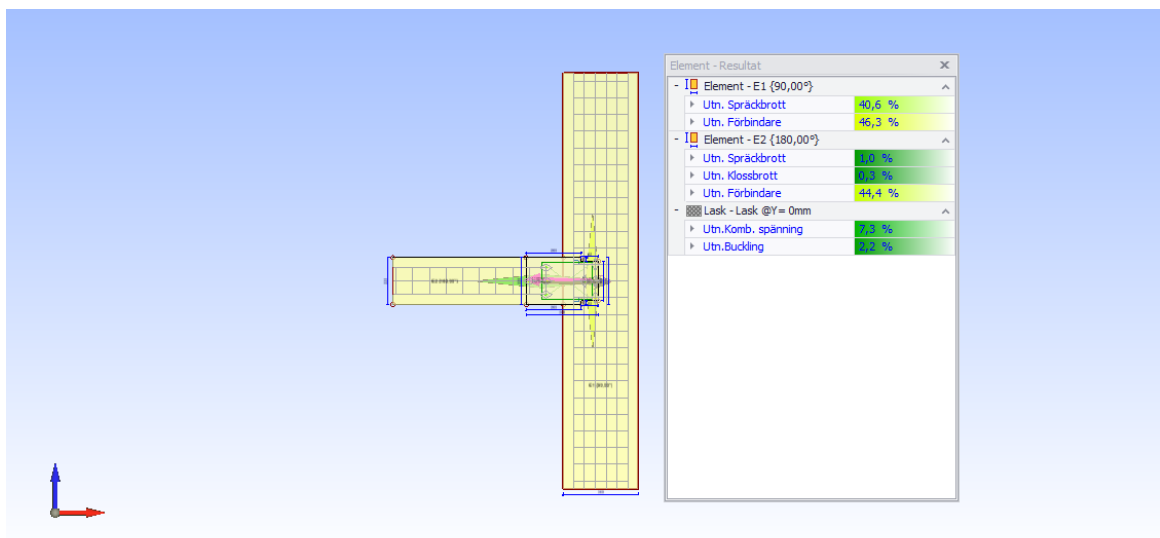 Element - Resultat
Element - E1 {90,00°}
Utn. Spräckbrott 40,6 %
Utn. Förbindare 46,3 %
Element - E2 {180,00°}
Utn. Spräckbrott 1,0 %
Utn. Klossbrott 0,3 %
Utn. Förbindare 44,4 %
Lask - Lask @Y= 0mm
Utn.Komb. spänning 7,3 %
Utn.Buckling 2,2 %